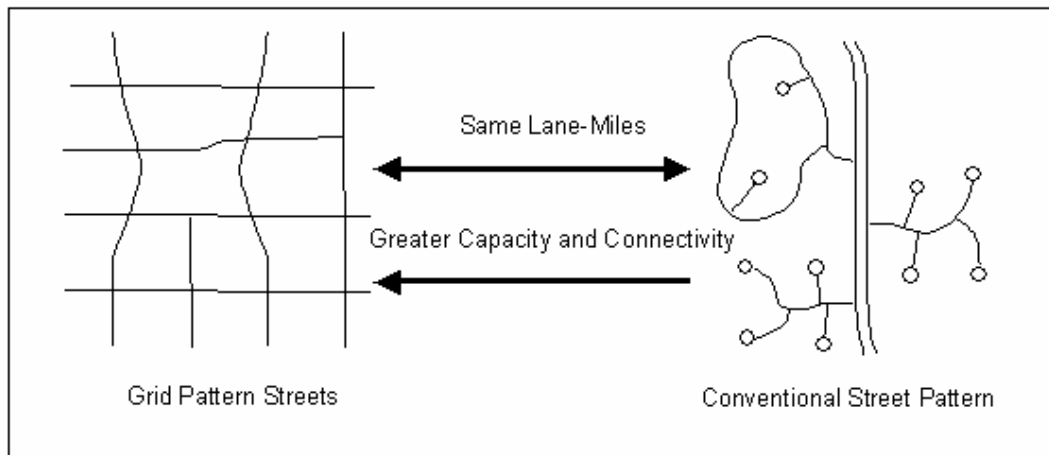 Same Lane-Miles
Greater Capacity and Connectivity
Grid Pattern Streets
Conventional Street Pattern